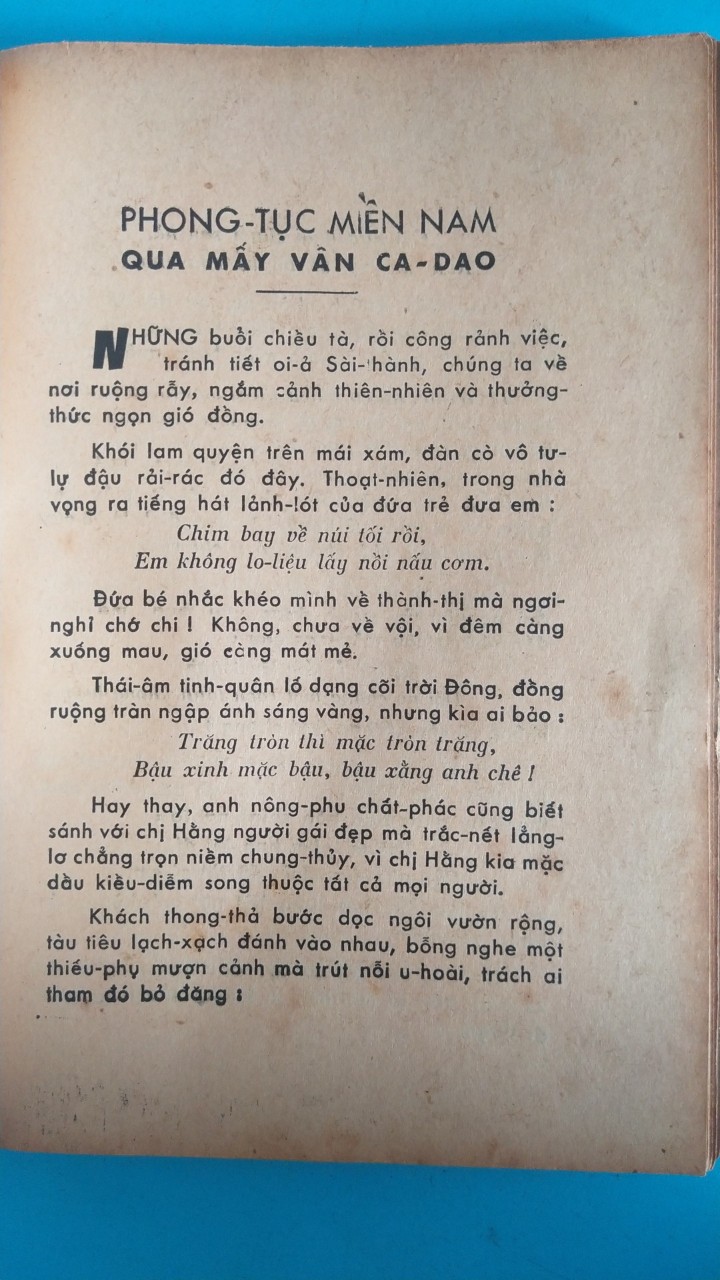 PHONG-TỤC MIỀN NAM
QUA MẤY VẦN CA-DAO
NHỮNG buổi chiều tà, rồi công rảnh việc,
tránh tiết oi-ả Sài-thành, chúng ta về
nơi ruộng rẫy, ngắm cảnh thiên-nhiên và thưởng-
thức ngọn gió đồng.
Khói lam quyện trên mái xám, đàn cò vô tư-
lự đậu rải-rác đó đây. Thoạt-nhiên, trong nhà
vọng ra tiếng hát lảnh-lót của đứa trẻ đưa em :
Chim bay về núi tối rồi,
Em không lo-liệu lấy nồi nấu cơm.
Đứa bé nhắc khéo mình về thành-thị mà ngơi-
nghỉ chớ chi ! Không, chưa về vội, vì đêm càng
xuống mau, gió càng mát mẻ.
Thái-âm tinh-quân ló dạng cõi trời Đông, đồng
ruộng tràn ngập ánh sáng vàng, nhưng kìa ai bảo :
Trăng tròn thì mặc tròn trăng,
Bậu xinh mặc bậu, bậu xằng anh chê !
Hay thay, anh nông-phu chất-phác cũng biết
sánh với chị Hằng người gái đẹp mà trắc-nết lẳng-
lơ chẳng trọn niềm chung-thủy, vì chị Hằng kia mặc
dầu kiều-diễm song thuộc tất cả mọi người.
Khách thong-thả bước dọc ngôi vườn rộng,
tàu tiêu lạch-xạch đánh vào nhau, bỗng nghe một
thiếu-phụ mượn cảnh mà trút nỗi u-hoài, trách ai
tham đó bỏ đăng :